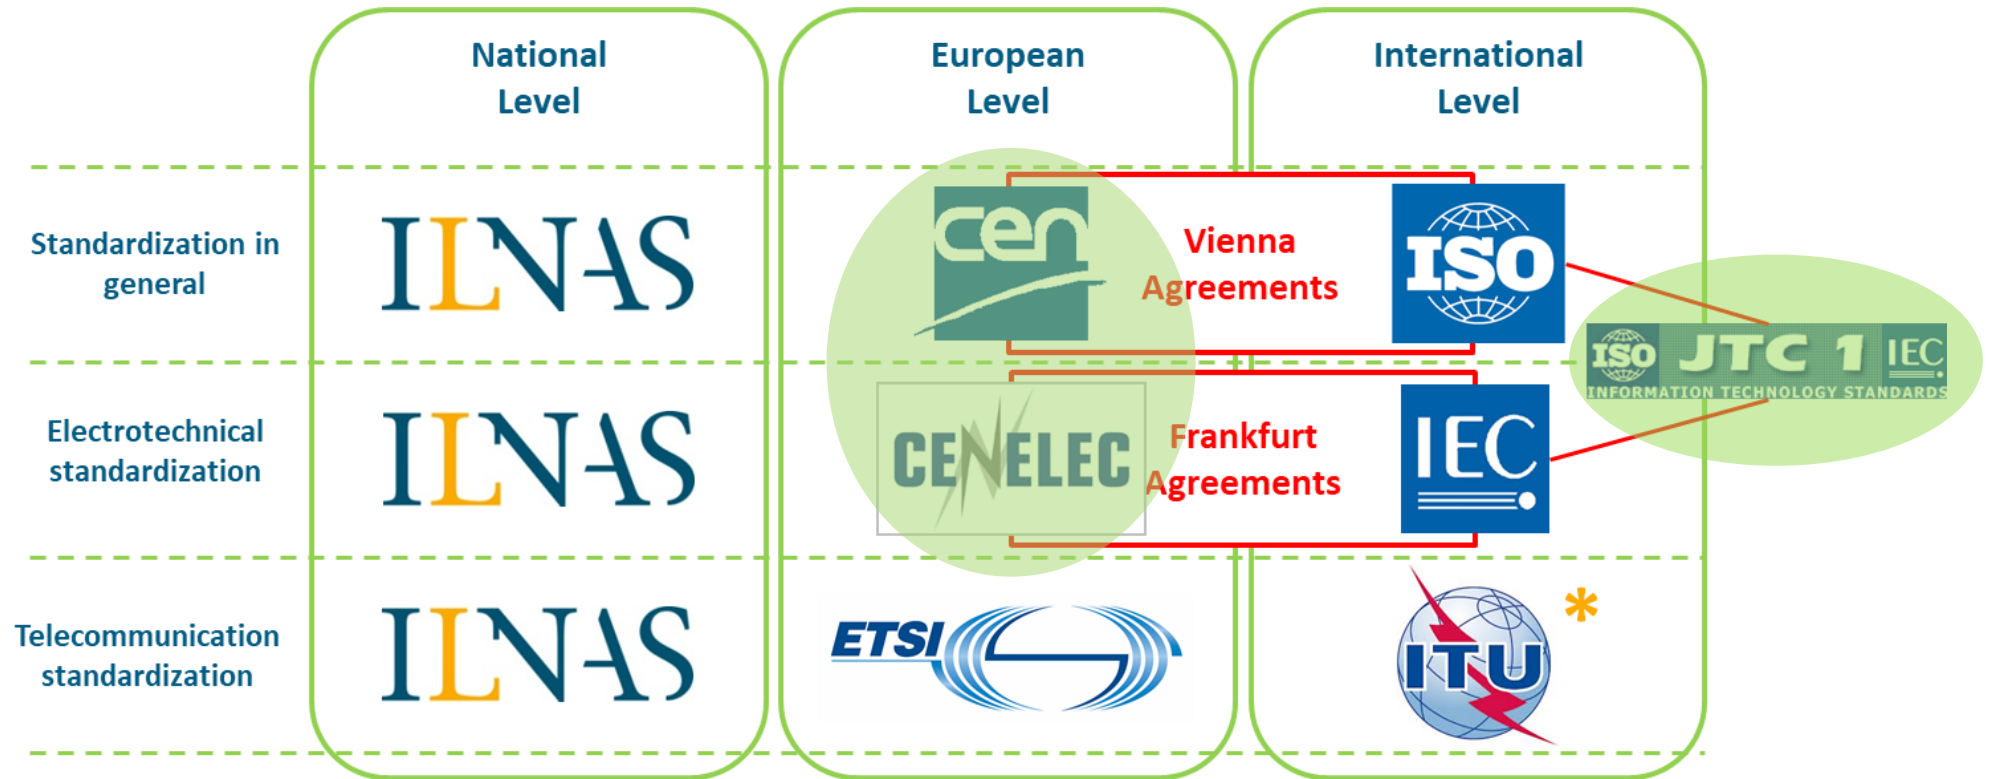 National
Level
European
Level
International
Level
Standardization in
general
ILNAS
cen
Vienna
Agreements
ISO
ISO JTC 1 IEC
INFORMATION TECHNOLOGY STANDARDS
Electrotechnical
standardization
ILNAS
CENELEC
Frankfurt
Agreements
IEC
Telecommunication
standardization
ILNAS
ETSI
ITU
*